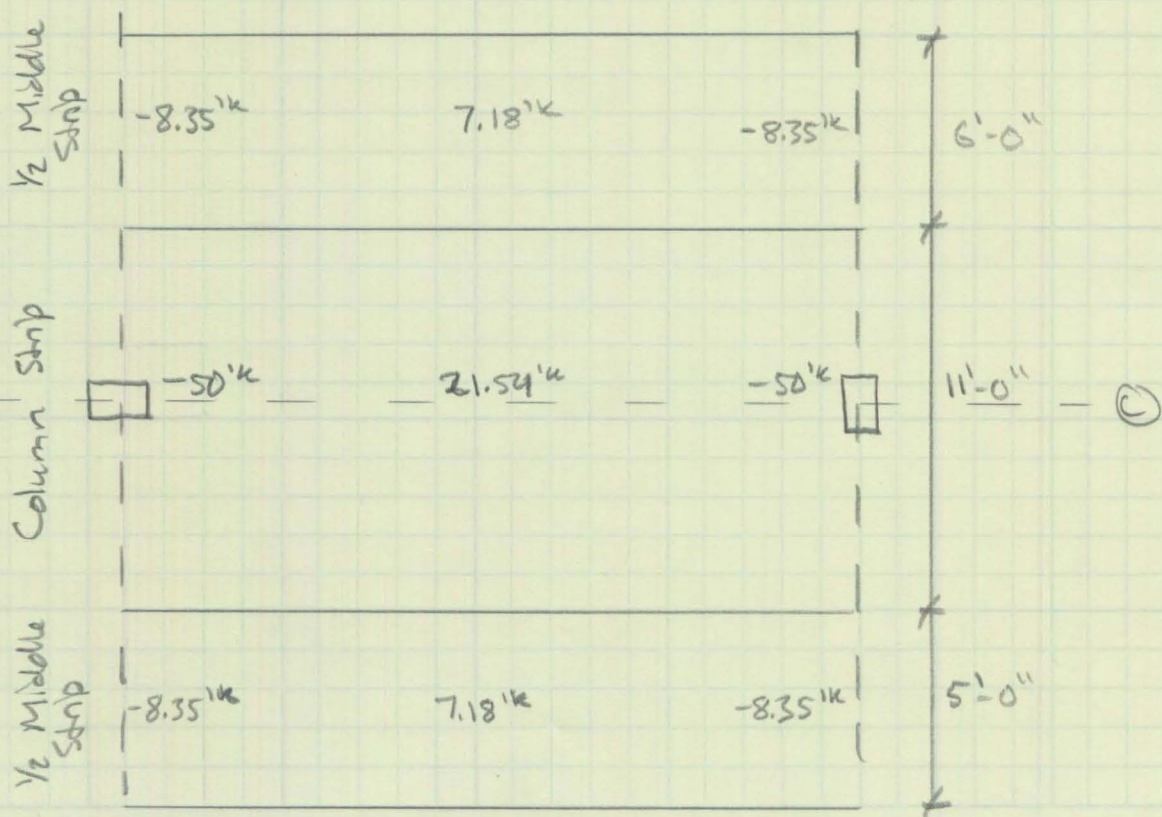 1/2 Middle
Strip
-8.35'k 7.18'k -8.35'k 6'-0"
Column Strip
-50'k 21.54'k -50'k 11'-0" C
1/2 Middle
Strip
-8.35'k 7.18'k -8.35'k 5'-0"